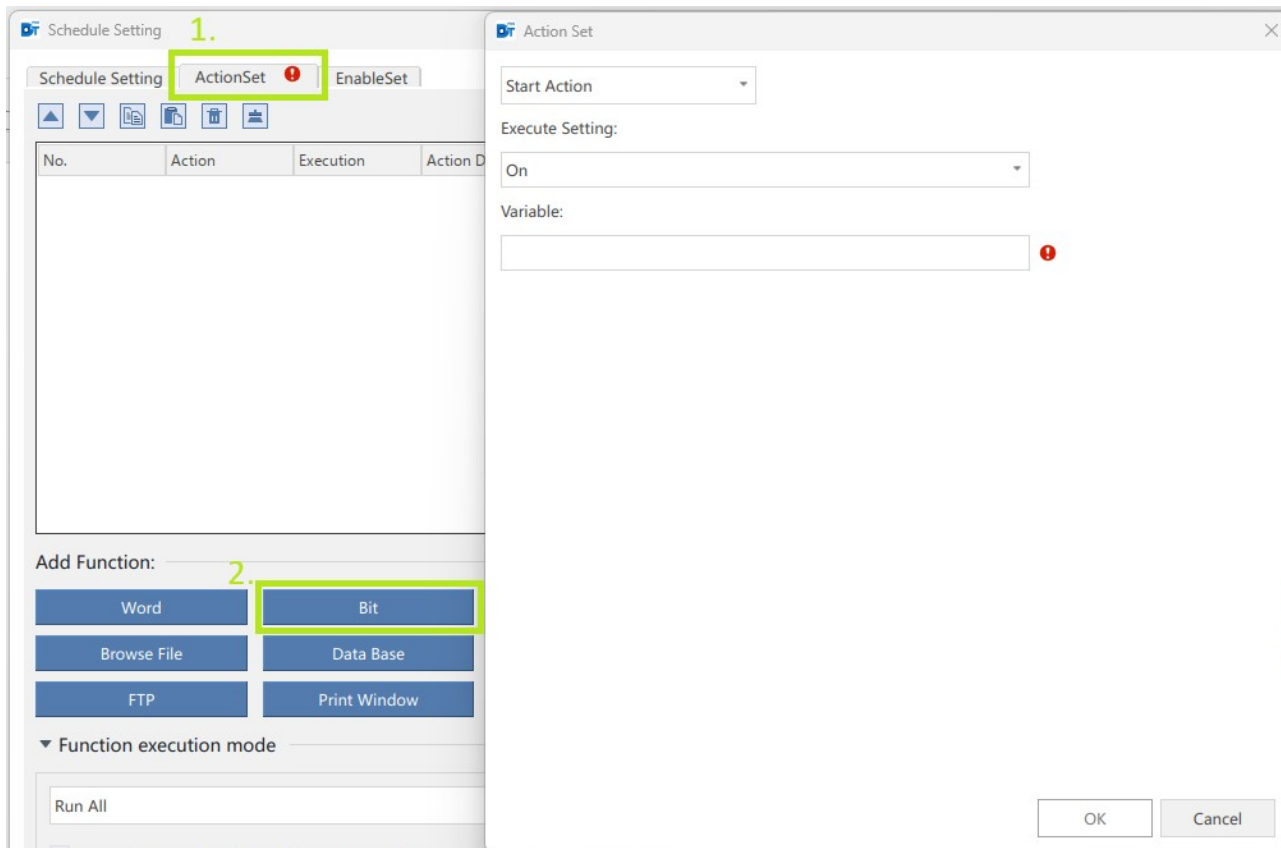 Schedule Setting
1.
Schedule Setting
ActionSet
EnableSet
No.
Action
Execution
Action D
Add Function:
2.
Word
Bit
Browse File
Data Base
FTP
Print Window
Function execution mode
Run All
Action Set
Start Action
Execute Setting:
On
Variable:
OK
Cancel